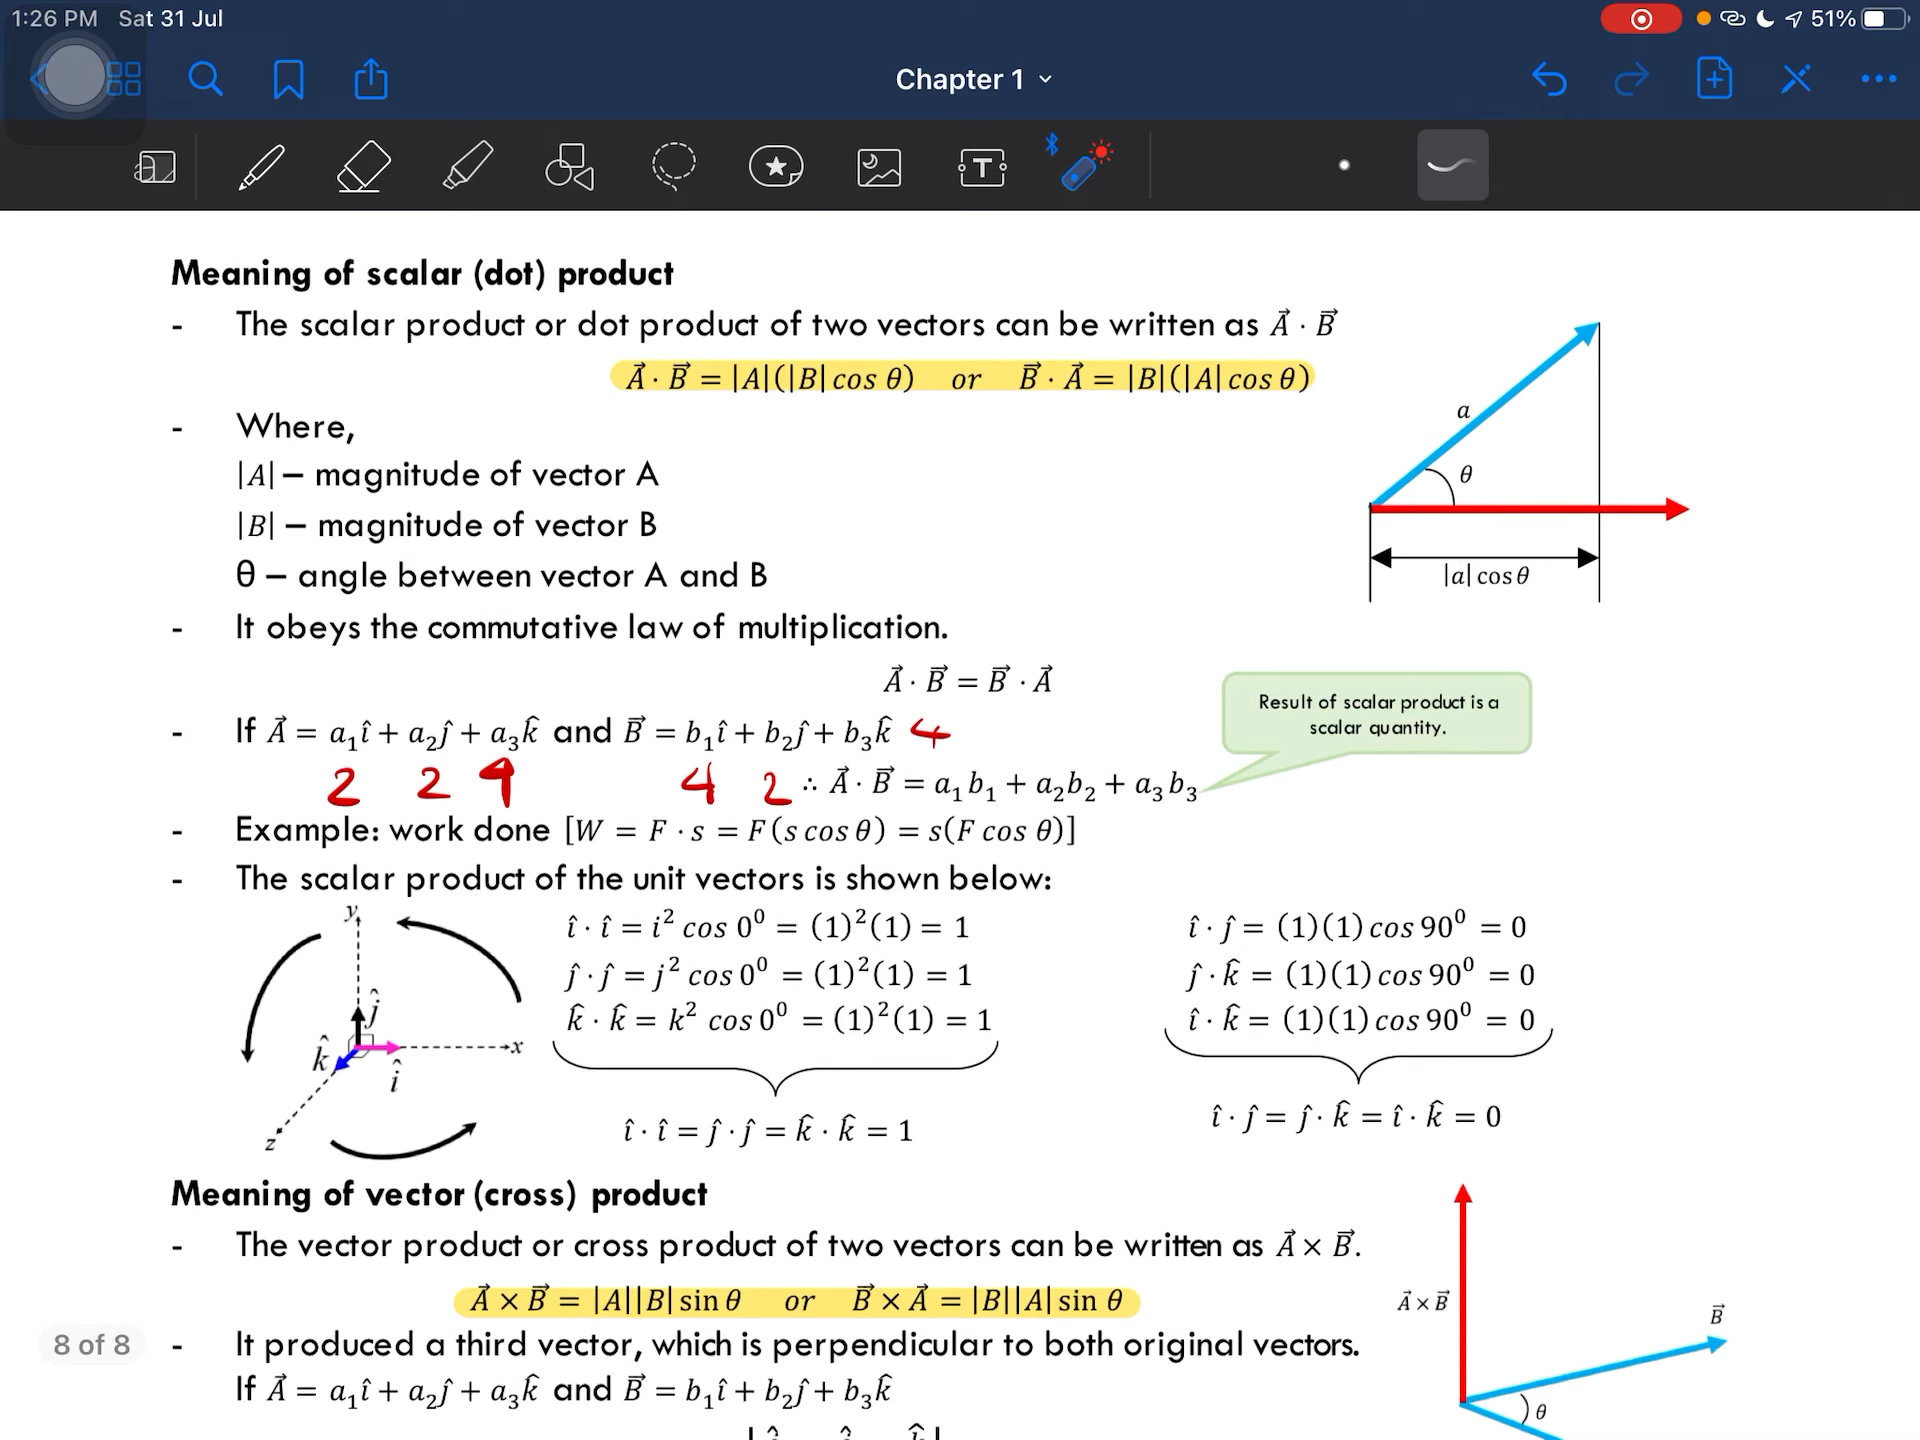 1:26 PM Sat 31 Jul
51%
Chapter 1
Meaning of scalar (dot) product
- The scalar product or dot product of two vectors can be written as A⃗ · B⃗
A⃗ · B⃗ = |A|(|B| cos θ) or B⃗ · A⃗ = |B|(|A| cos θ)
- Where,
|A| – magnitude of vector A
|B| – magnitude of vector B
θ – angle between vector A and B
a
θ
|a| cos θ
- It obeys the commutative law of multiplication.
A⃗ · B⃗ = B⃗ · A⃗
Result of scalar product is a
scalar quantity.
- If A⃗ = a₁î + a₂ĵ + a₃k̂ and B⃗ = b₁î + b₂ĵ + b₃k̂ 4
2 2 9 4 2 ∴ A⃗ · B⃗ = a₁b₁ + a₂b₂ + a₃b₃
- Example: work done [W = F · s = F(s cos θ) = s(F cos θ)]
- The scalar product of the unit vectors is shown below:
y
ĵ
k̂
î
x
z
î · î = i² cos 0⁰ = (1)²(1) = 1
ĵ · ĵ = j² cos 0⁰ = (1)²(1) = 1
k̂ · k̂ = k² cos 0⁰ = (1)²(1) = 1
î · î = ĵ · ĵ = k̂ · k̂ = 1
î · ĵ = (1)(1) cos 90⁰ = 0
ĵ · k̂ = (1)(1) cos 90⁰ = 0
î · k̂ = (1)(1) cos 90⁰ = 0
î · ĵ = ĵ · k̂ = î · k̂ = 0
Meaning of vector (cross) product
- The vector product or cross product of two vectors can be written as A⃗ × B⃗.
A⃗ × B⃗ = |A||B| sin θ or B⃗ × A⃗ = |B||A| sin θ
A⃗ × B⃗
B⃗
θ
8 of 8
- It produced a third vector, which is perpendicular to both original vectors.
If A⃗ = a₁î + a₂ĵ + a₃k̂ and B⃗ = b₁î + b₂ĵ + b₃k̂